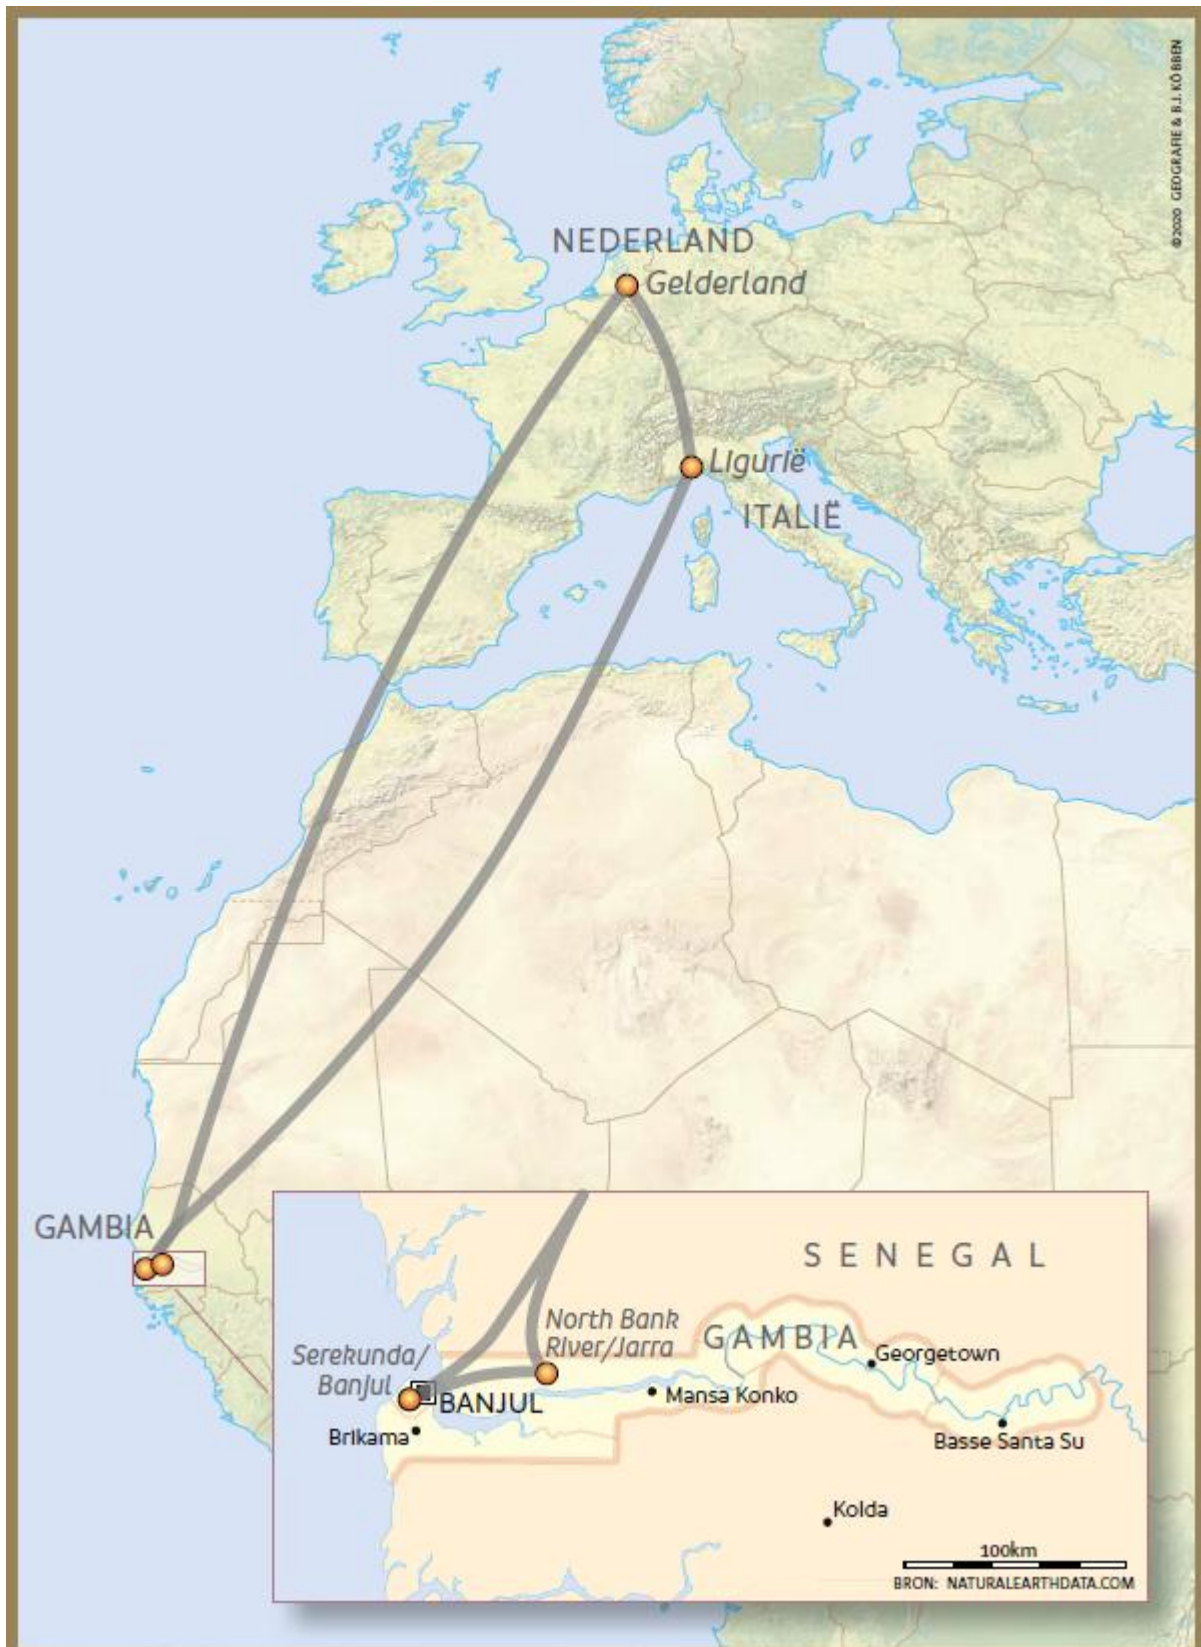 ©2020 GEOGRAFIE & B.J. KÖBBEN
NEDERLAND
Gelderland
Ligurië
ITALIË
GAMBIA
SENEGAL
North Bank
River/Jarra
GAMBIA
Serekunda/
Banjul
Georgetown
BANJUL
Mansa Konko
Brikama
Basse Santa Su
Kolda
100km
BRON: NATURALEARTHDATA.COM